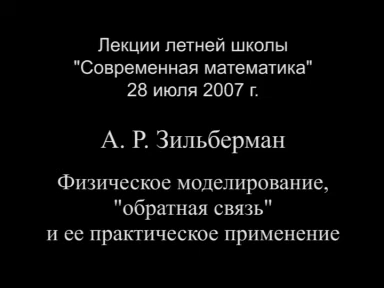 Лекции летней школы
"Современная математика"
28 июля 2007 г.
А. Р. Зильберман
Физическое моделирование,
"обратная связь"
и ее практическое применение